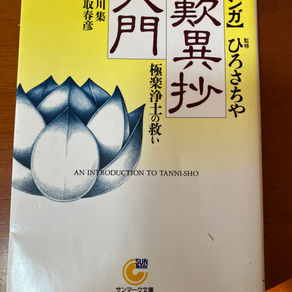 ンガ】
監修
ひろさちや
歎異抄
入門
極楽浄土の救い
川 集
取春彦
AN INTRODUCTION TO TANNI-SHO
SUN
MARK
サンマーク文庫